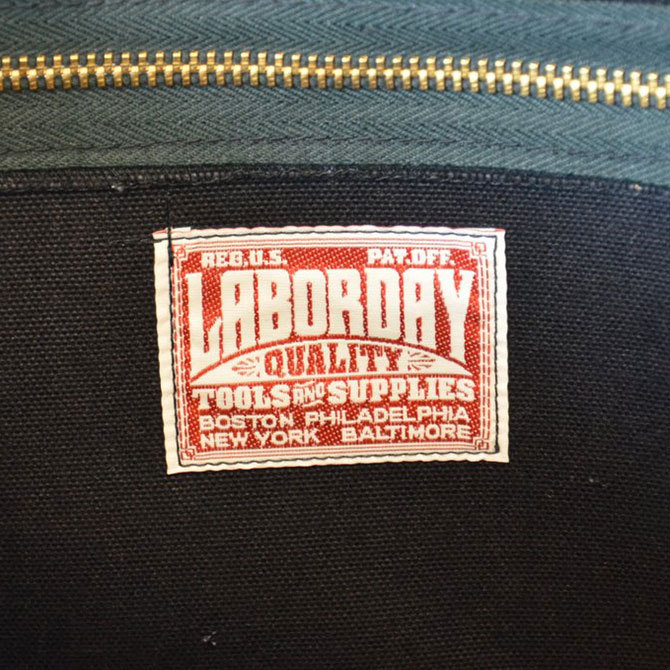 REG.U.S. PAT.OFF.
LABORDAY
QUALITY
TOOLS AND SUPPLIES
BOSTON PHILADELPHIA
NEW YORK BALTIMORE